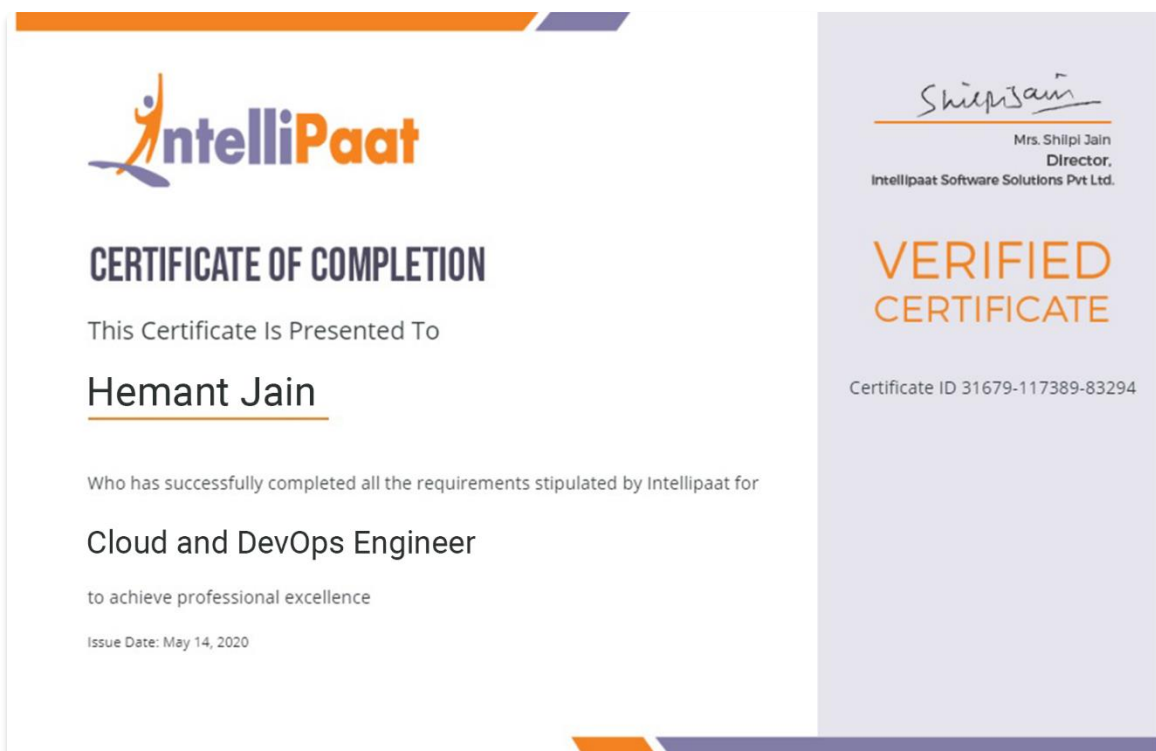 IntelliPaat
CERTIFICATE OF COMPLETION
This Certificate Is Presented To
Hemant Jain
Who has successfully completed all the requirements stipulated by Intellipaat for
Cloud and DevOps Engineer
to achieve professional excellence
Issue Date: May 14, 2020
Shilpi Jain
Mrs. Shilpi Jain
Director,
Intellipaat Software Solutions Pvt Ltd.
VERIFIED
CERTIFICATE
Certificate ID 31679-117389-83294